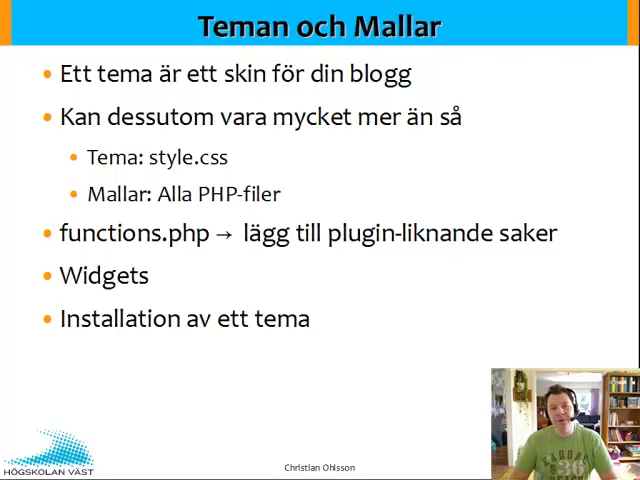 Teman och Mallar
Ett tema är ett skin för din blogg
Kan dessutom vara mycket mer än så
Tema: style.css
Mallar: Alla PHP-filer
functions.php → lägg till plugin-liknande saker
Widgets
Installation av ett tema
HÖGSKOLAN VÄST
Christian Ohlsson
36